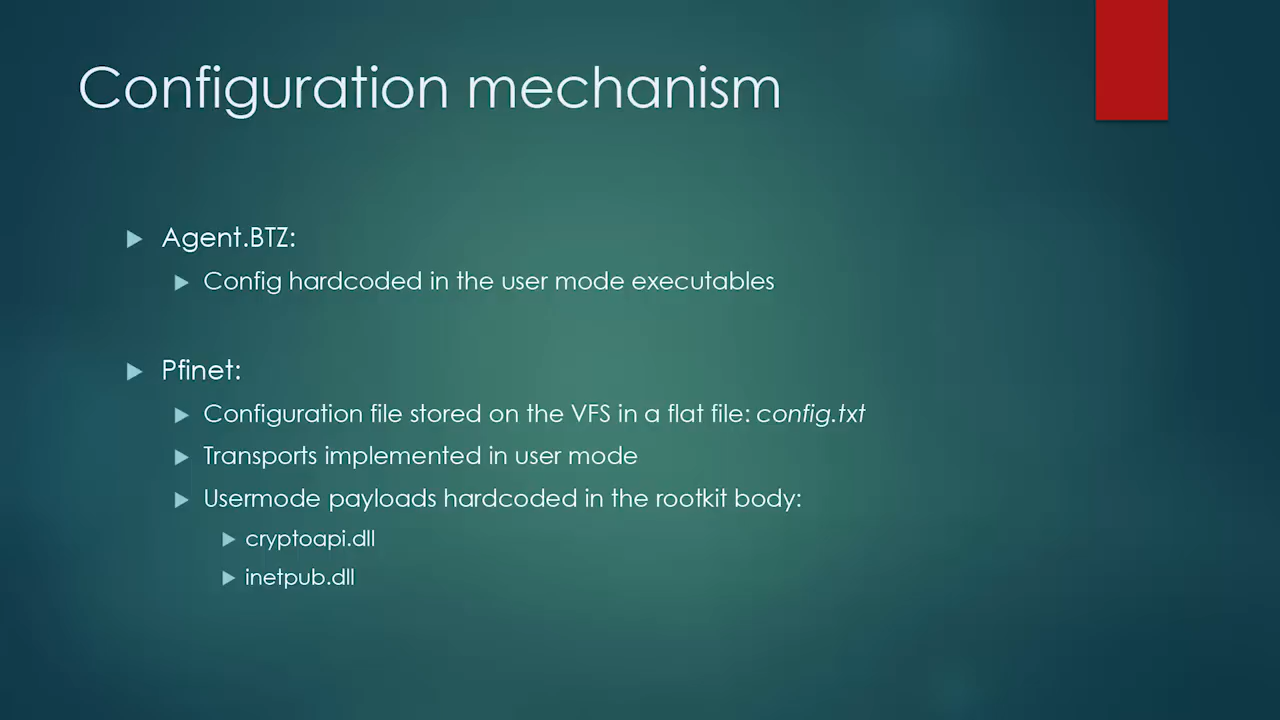 Configuration mechanism
Agent.BTZ:
Config hardcoded in the user mode executables
Pfinet:
Configuration file stored on the VFS in a flat file: config.txt
Transports implemented in user mode
Usermode payloads hardcoded in the rootkit body:
cryptoapi.dll
inetpub.dll